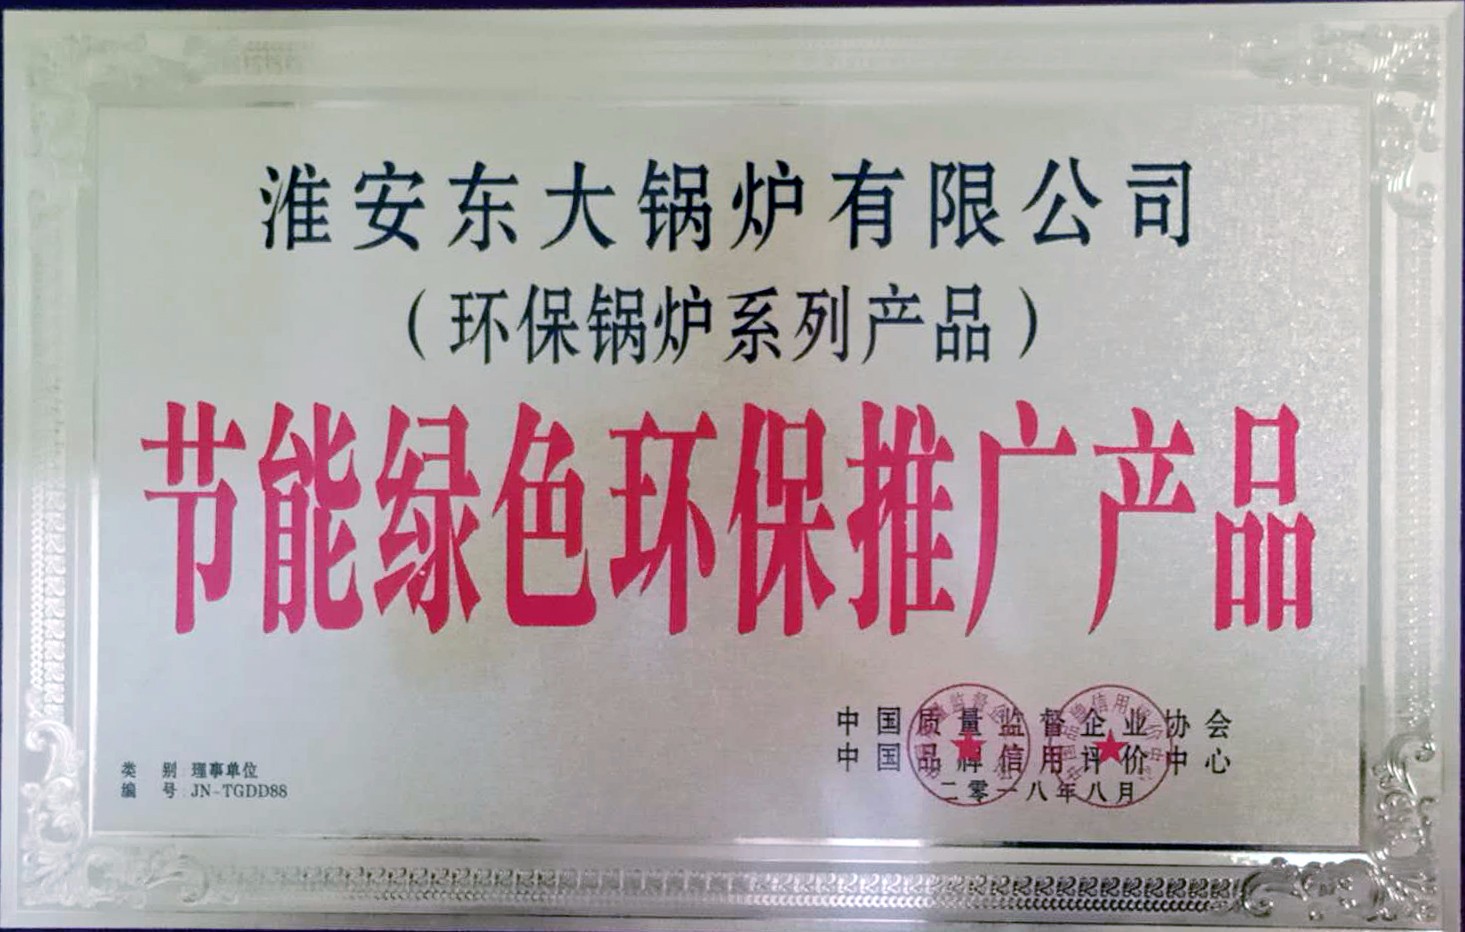 淮安东大锅炉有限公司
（环保锅炉系列产品）
节能绿色环保推广产品
中国质量监督企业协会
中国品牌信用评价中心
二零一八年八月
类 别:理事单位
编 号:JN-TGDD88